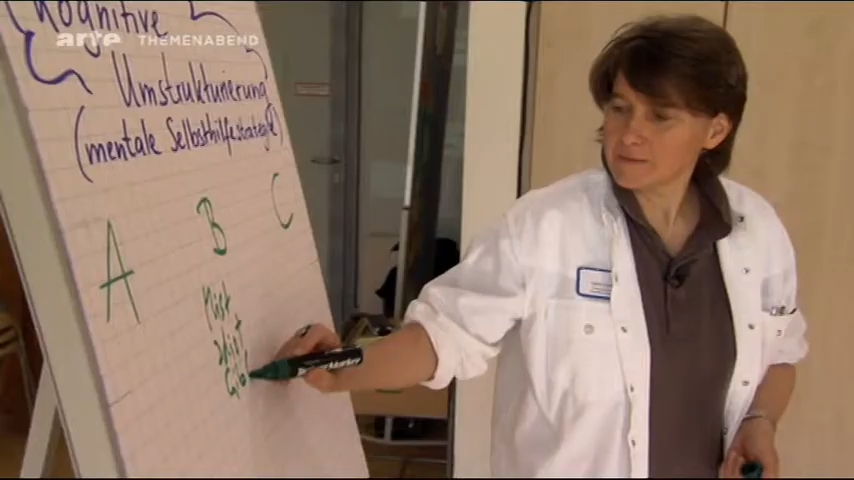 Kognitive
arte THEMENABEND
Umstrukturierung
(mentale Selbsthilfestrategie)
A B C
Mist